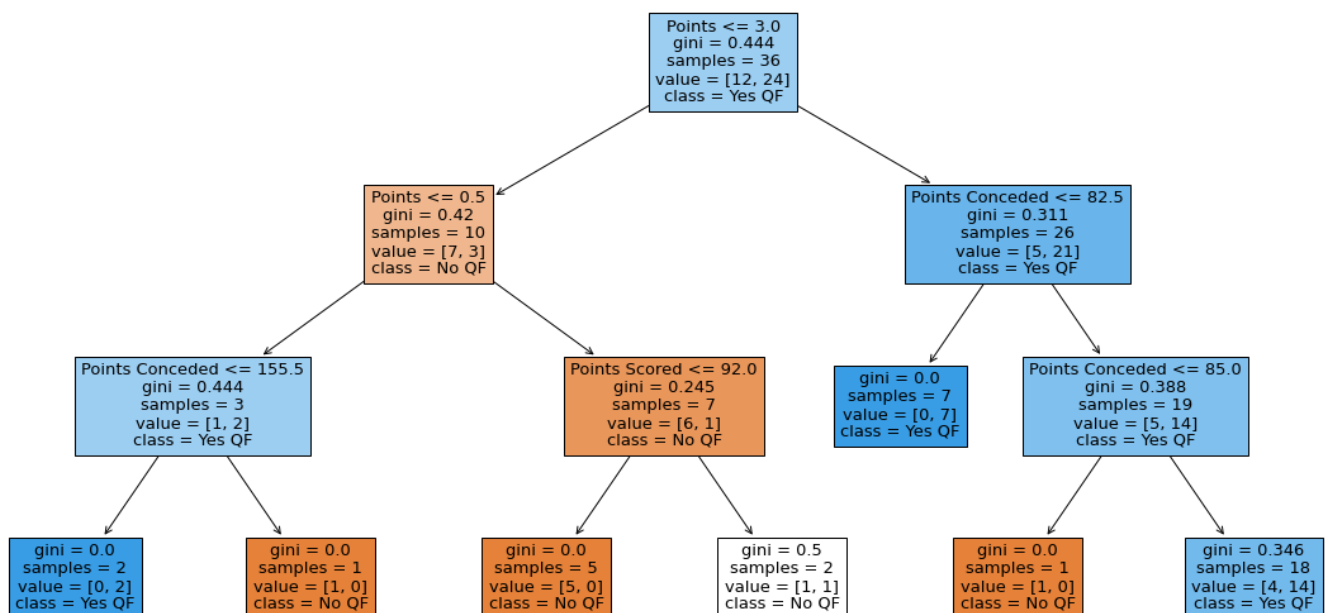 Points <= 3.0
gini = 0.444
samples = 36
value = [12, 24]
class = Yes QF
Points <= 0.5
gini = 0.42
samples = 10
value = [7, 3]
class = No QF
Points Conceded <= 82.5
gini = 0.311
samples = 26
value = [5, 21]
class = Yes QF
Points Conceded <= 155.5
gini = 0.444
samples = 3
value = [1, 2]
class = Yes QF
Points Scored <= 92.0
gini = 0.245
samples = 7
value = [6, 1]
class = No QF
gini = 0.0
samples = 7
value = [0, 7]
class = Yes QF
Points Conceded <= 85.0
gini = 0.388
samples = 19
value = [5, 14]
class = Yes QF
gini = 0.0
samples = 2
value = [0, 2]
class = Yes QF
gini = 0.0
samples = 1
value = [1, 0]
class = No QF
gini = 0.0
samples = 5
value = [5, 0]
class = No QF
gini = 0.5
samples = 2
value = [1, 1]
class = No QF
gini = 0.0
samples = 1
value = [1, 0]
class = No QF
gini = 0.346
samples = 18
value = [4, 14]
class = Yes QF